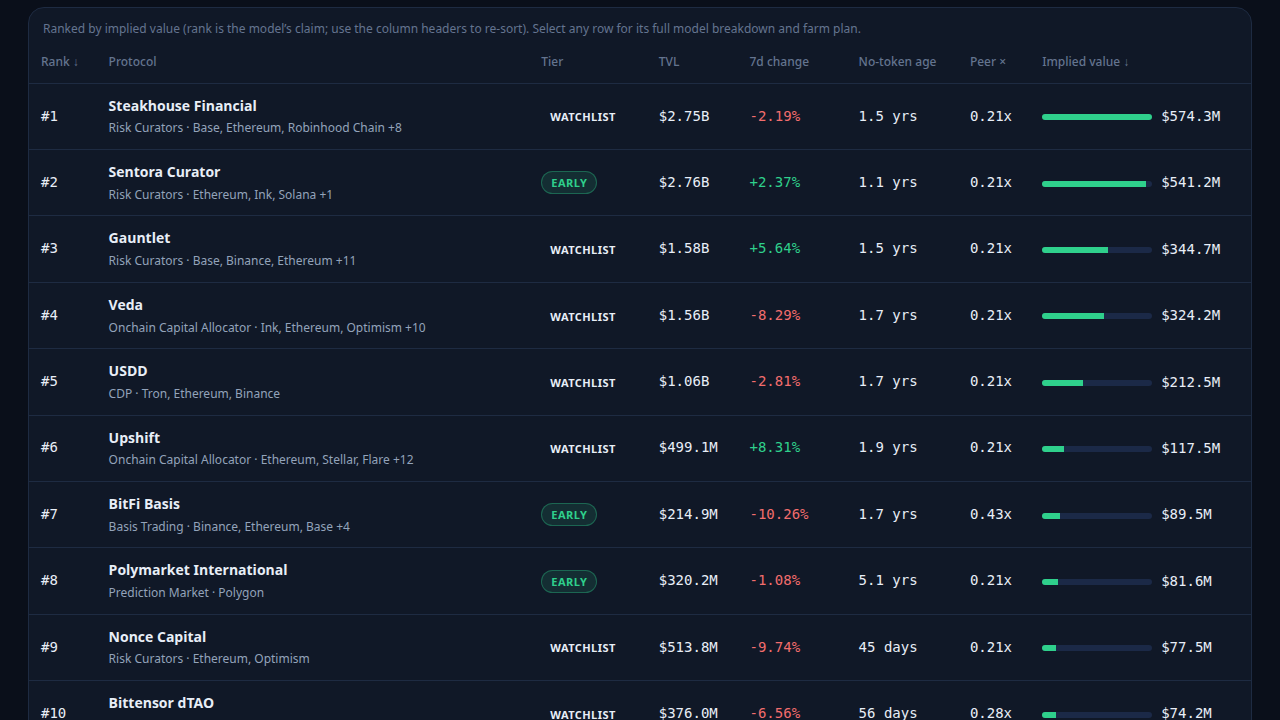 Ranked by implied value (rank is the model’s claim; use the column headers to re-sort). Select any row for its full model breakdown and farm plan.
Rank ↓ Protocol Tier TVL 7d change No-token age Peer × Implied value ↓
#1 Steakhouse Financial WATCHLIST $2.75B -2.19% 1.5 yrs 0.21x $574.3M
Risk Curators · Base, Ethereum, Robinhood Chain +8
#2 Sentora Curator EARLY $2.76B +2.37% 1.1 yrs 0.21x $541.2M
Risk Curators · Ethereum, Ink, Solana +1
#3 Gauntlet WATCHLIST $1.58B +5.64% 1.5 yrs 0.21x $344.7M
Risk Curators · Base, Binance, Ethereum +11
#4 Veda WATCHLIST $1.56B -8.29% 1.7 yrs 0.21x $324.2M
Onchain Capital Allocator · Ink, Ethereum, Optimism +10
#5 USDD WATCHLIST $1.06B -2.81% 1.7 yrs 0.21x $212.5M
CDP · Tron, Ethereum, Binance
#6 Upshift WATCHLIST $499.1M +8.31% 1.9 yrs 0.21x $117.5M
Onchain Capital Allocator · Ethereum, Stellar, Flare +12
#7 BitFi Basis EARLY $214.9M -10.26% 1.7 yrs 0.43x $89.5M
Basis Trading · Binance, Ethereum, Base +4
#8 Polymarket International EARLY $320.2M -1.08% 5.1 yrs 0.21x $81.6M
Prediction Market · Polygon
#9 Nonce Capital WATCHLIST $513.8M -9.74% 45 days 0.21x $77.5M
Risk Curators · Ethereum, Optimism
#10 Bittensor dTAO WATCHLIST $376.0M -6.56% 56 days 0.28x $74.2M